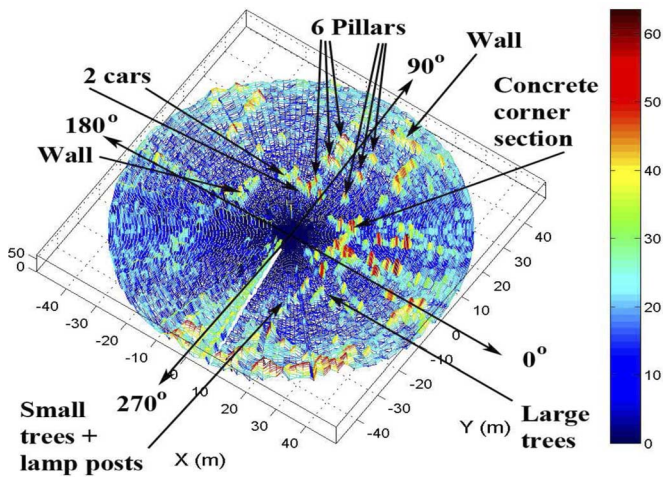 6 Pillars
Wall
2 cars
90°
Concrete
corner
section
180°
Wall
60
50
40
30
20
10
0
50
0
-40
-30
-20
-10
0
10
20
30
40
X (m)
40
30
20
10
0
-10
-20
-40
Y (m)
0°
270°
Small
trees +
lamp posts
Large
trees